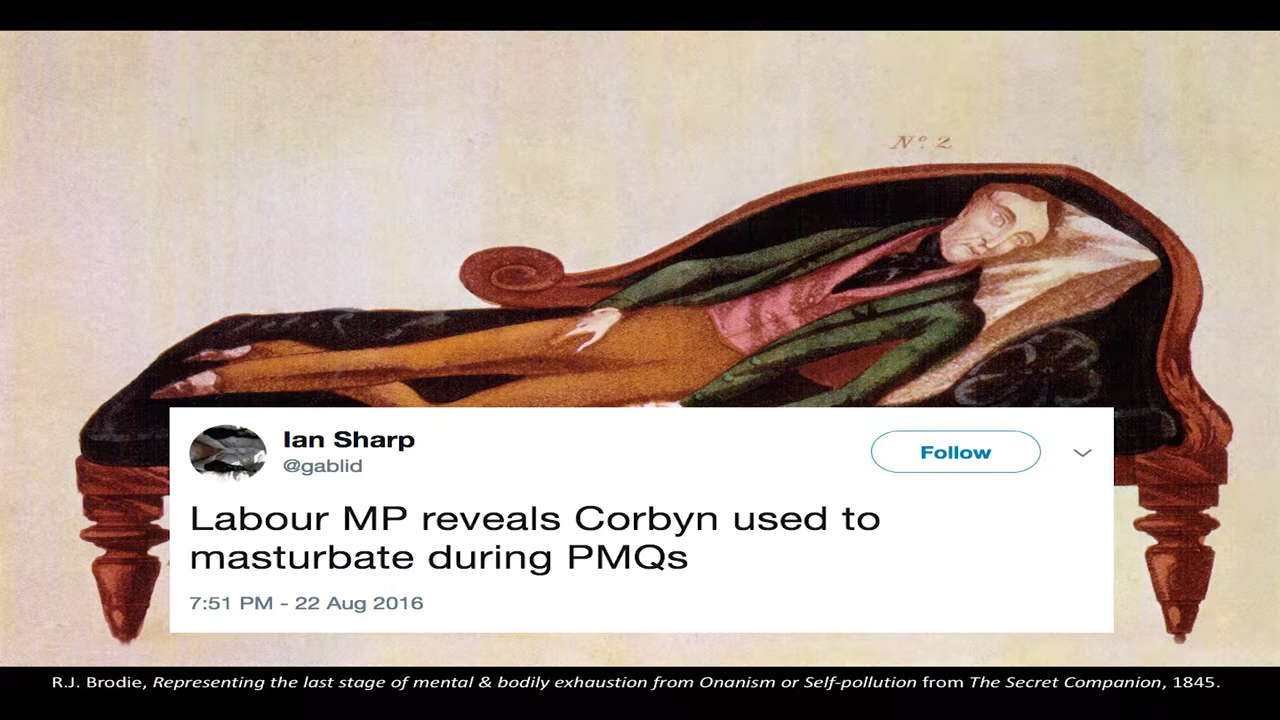 Nº. 2
Ian Sharp
@gablid
Follow
Labour MP reveals Corbyn used to
masturbate during PMQs
7:51 PM - 22 Aug 2016
R.J. Brodie, Representing the last stage of mental & bodily exhaustion from Onanism or Self-pollution from The Secret Companion, 1845.